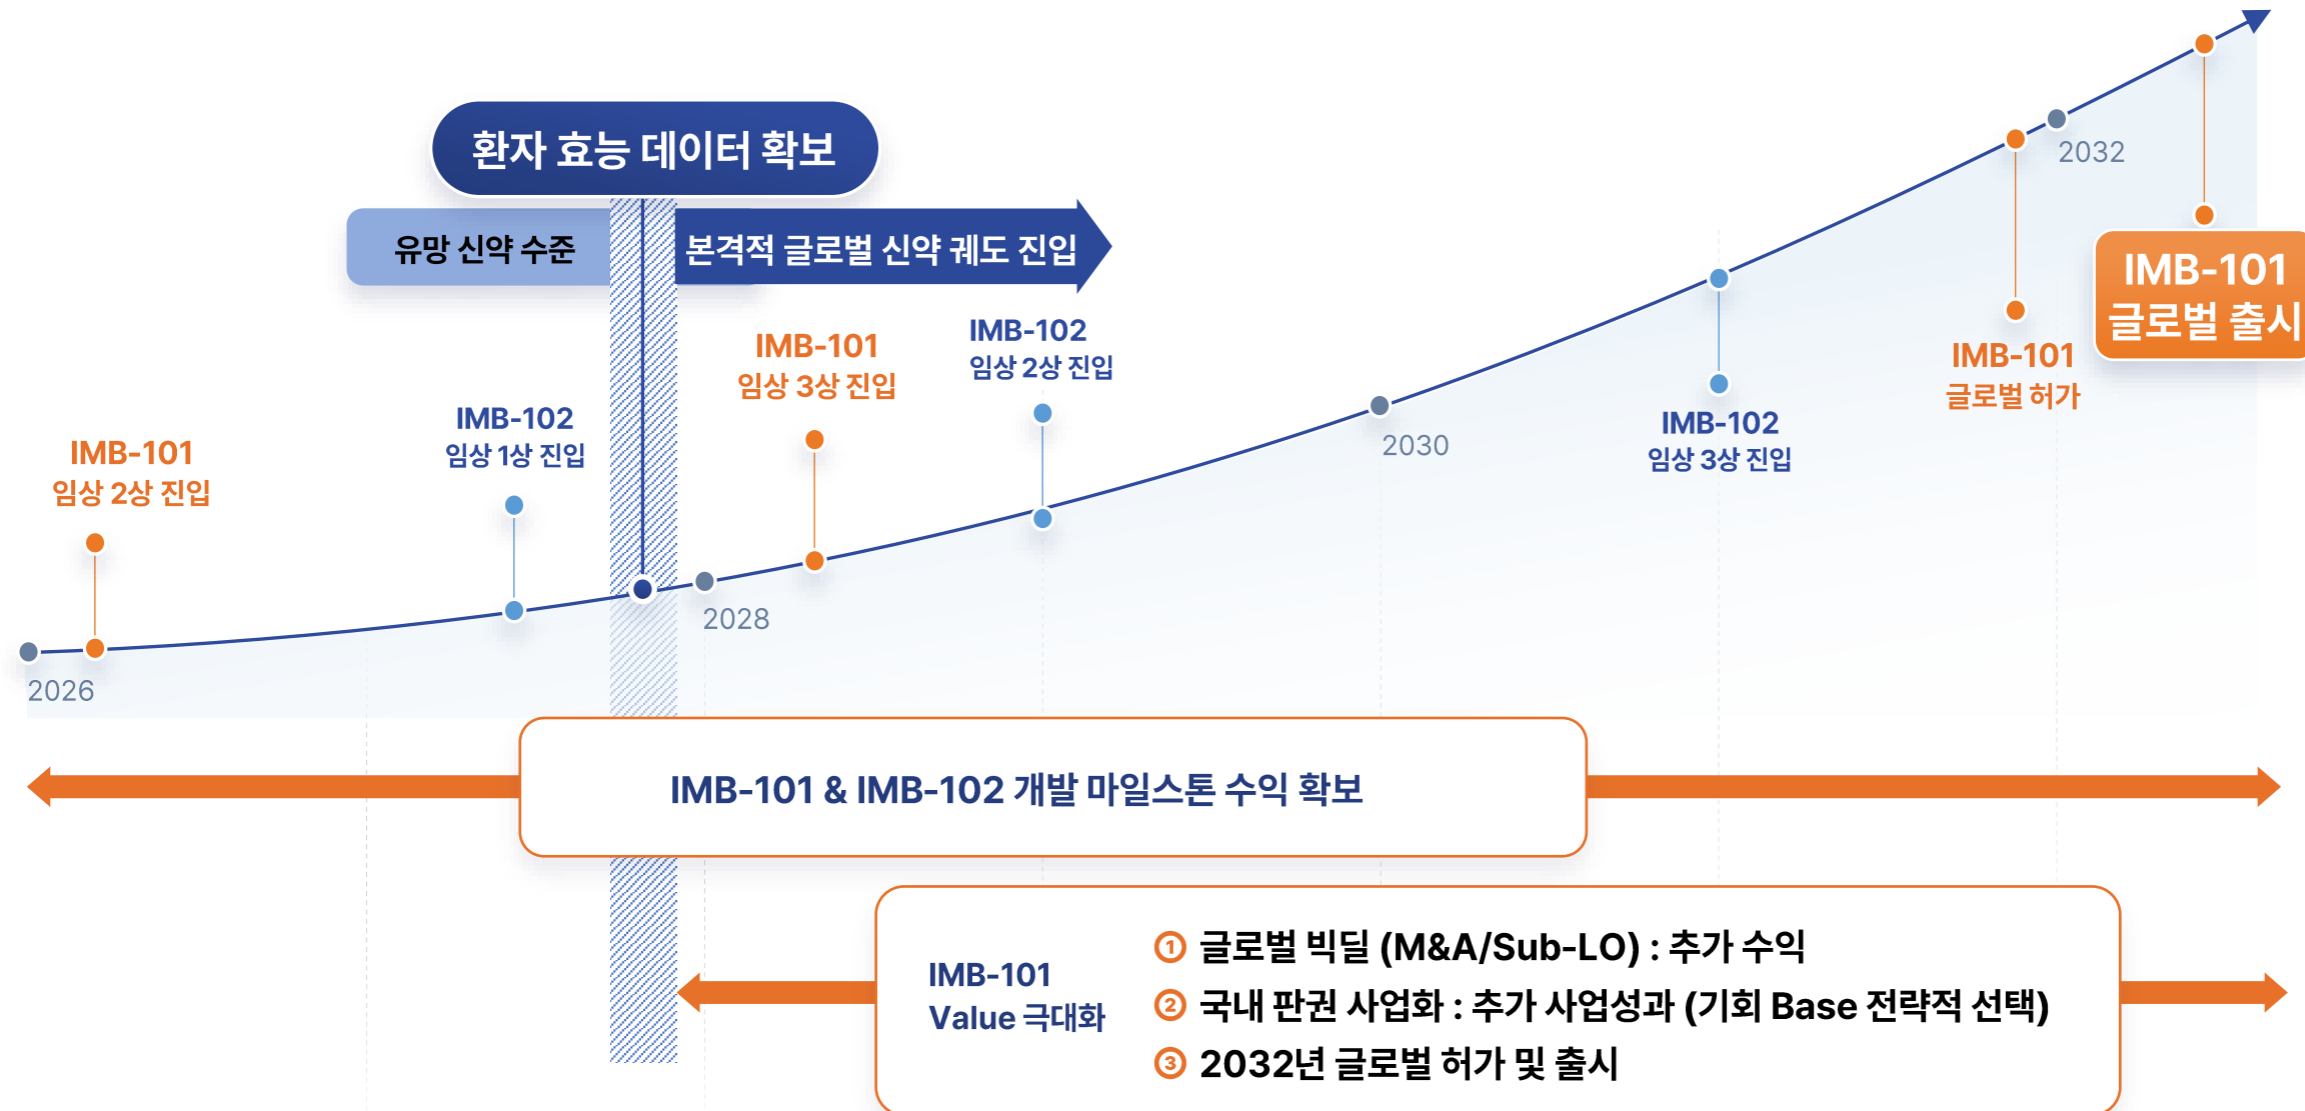 환자 효능 데이터 확보
유망 신약 수준
본격적 글로벌 신약 궤도 진입
IMB-101
임상 2상 진입
IMB-102
임상 1상 진입
IMB-101
임상 3상 진입
IMB-102
임상 2상 진입
IMB-102
임상 3상 진입
IMB-101
글로벌 허가
IMB-101
글로벌 출시
2026
2028
2030
2032
IMB-101 & IMB-102 개발 마일스톤 수익 확보
IMB-101
Value 극대화
① 글로벌 빅딜 (M&A/Sub-LO) : 추가 수익
② 국내 판권 사업화 : 추가 사업성과 (기회 Base 전략적 선택)
③ 2032년 글로벌 허가 및 출시